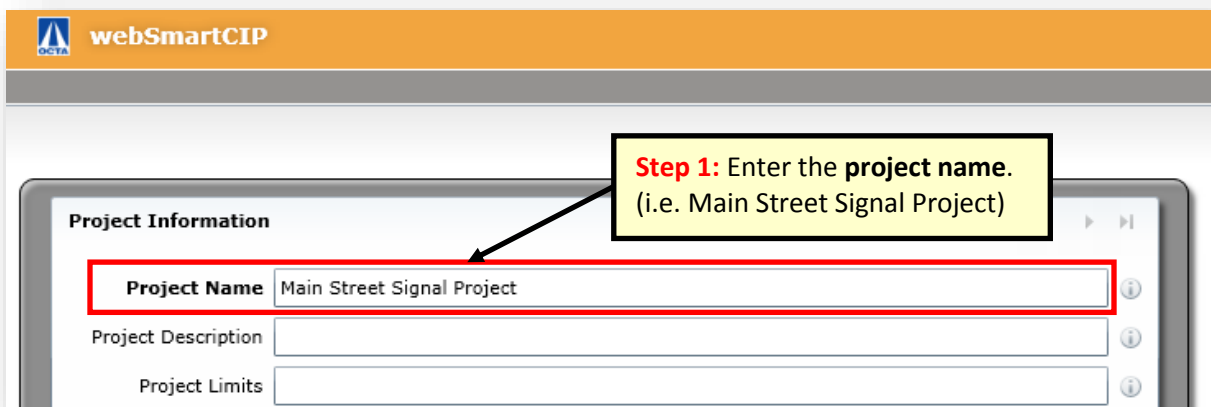 OCTA
webSmartCIP
Step 1: Enter the project name.
(i.e. Main Street Signal Project)
Project Information
Project Name Main Street Signal Project
Project Description
Project Limits